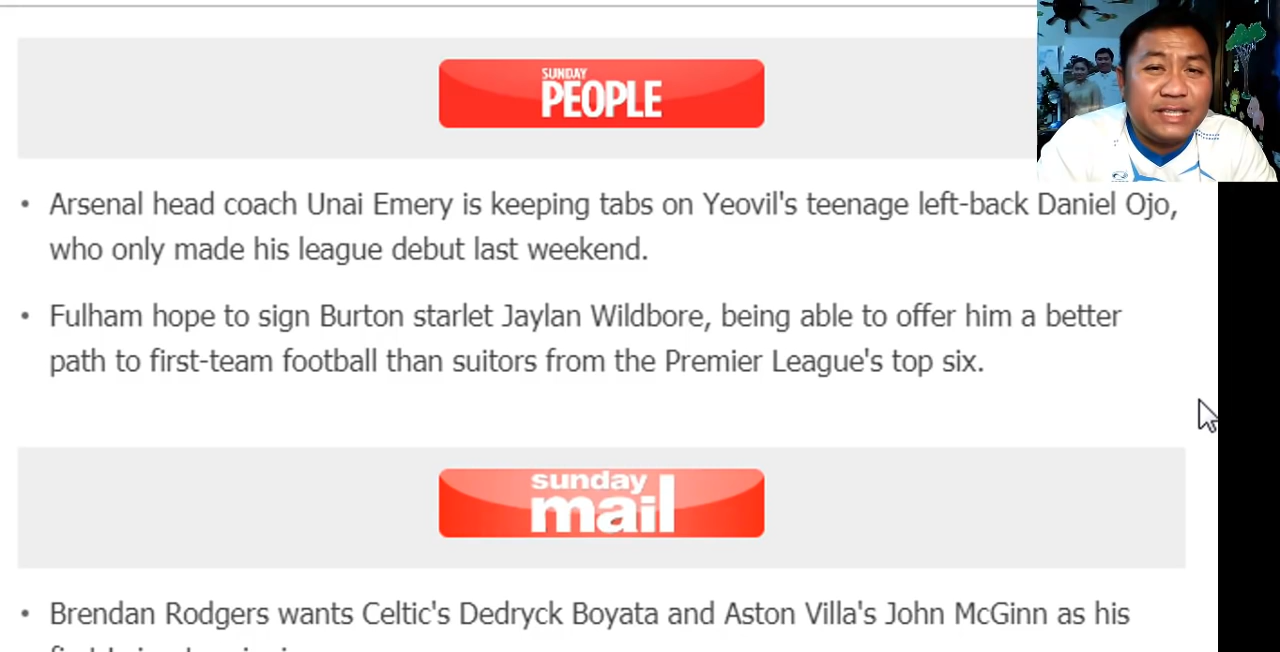 SUNDAY
PEOPLE
• Arsenal head coach Unai Emery is keeping tabs on Yeovil's teenage left-back Daniel Ojo,
who only made his league debut last weekend.
• Fulham hope to sign Burton starlet Jaylan Wildbore, being able to offer him a better
path to first-team football than suitors from the Premier League's top six.
sunday
mail
• Brendan Rodgers wants Celtic's Dedryck Boyata and Aston Villa's John McGinn as his